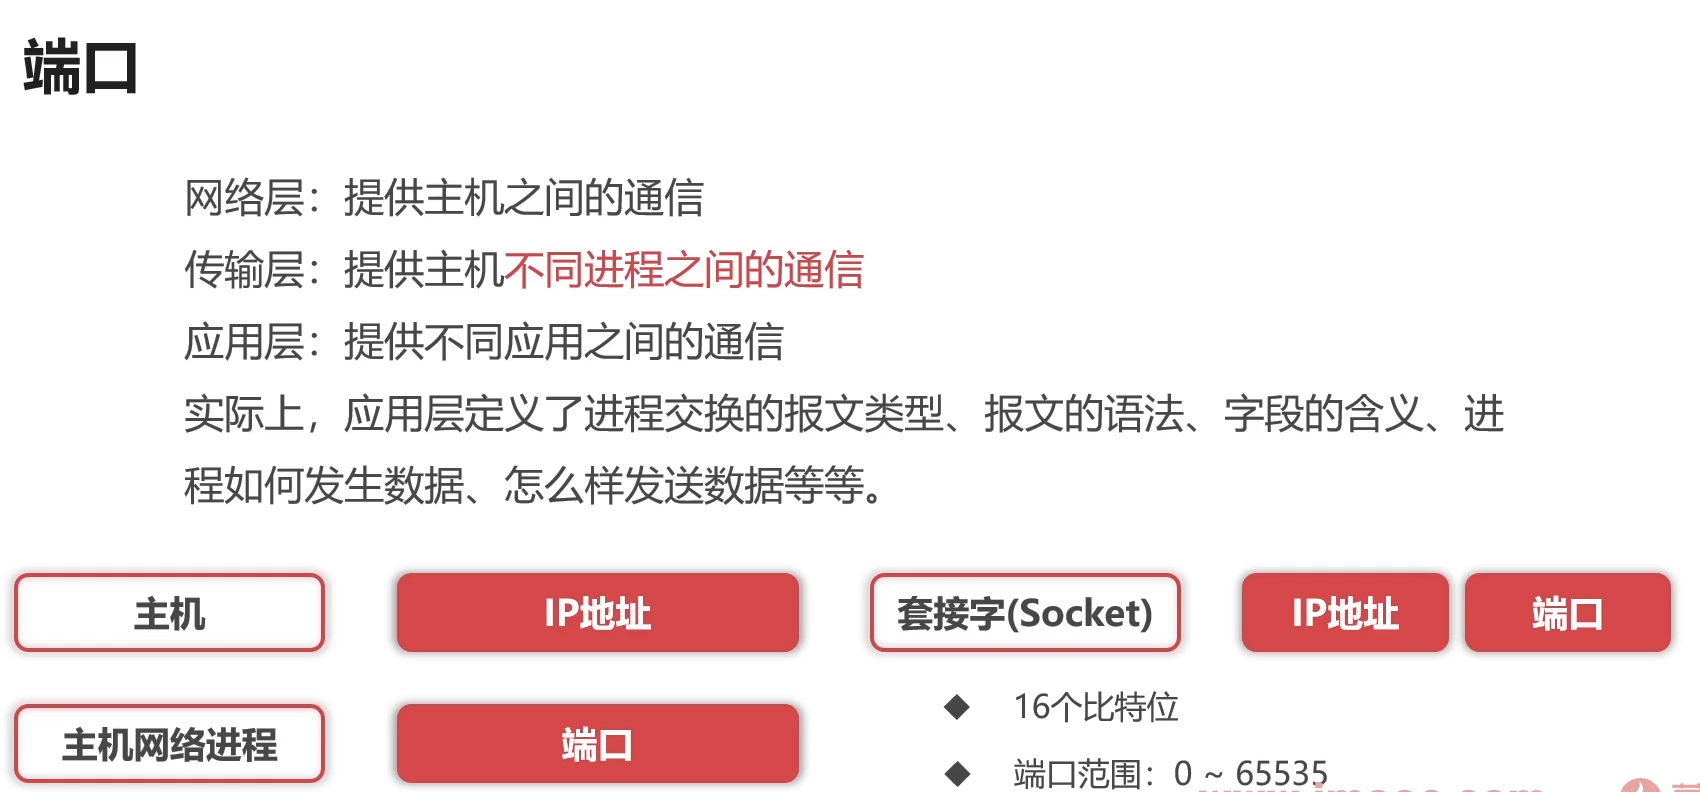 端口
网络层：提供主机之间的通信
传输层：提供主机不同进程之间的通信
应用层：提供不同应用之间的通信
实际上，应用层定义了进程交换的报文类型、报文的语法、字段的含义、进
程如何发生数据、怎么样发送数据等等。
主机 IP地址 套接字(Socket) IP地址 端口
主机网络进程 端口
16个比特位
端口范围：0 ~ 65535